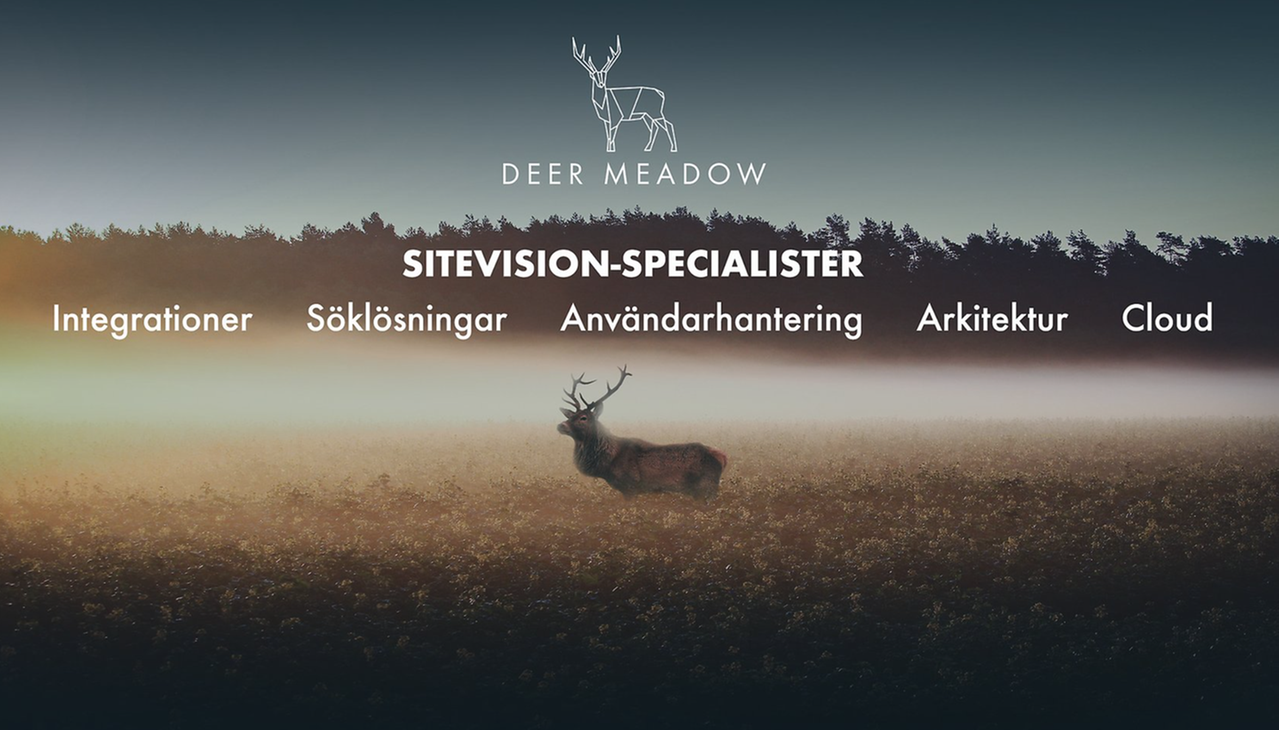 DEER MEADOW
SITEVISION-SPECIALISTER
Integrationer Söklösningar Användarhantering Arkitektur Cloud